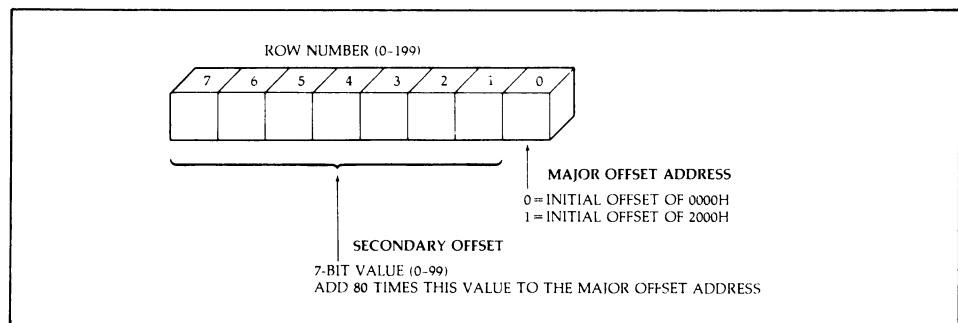 ROW NUMBER (0-199)
7 6 5 4 3 2 1 0
MAJOR OFFSET ADDRESS
0 = INITIAL OFFSET OF 0000H
1 = INITIAL OFFSET OF 2000H
SECONDARY OFFSET
7-BIT VALUE (0-99)
ADD 80 TIMES THIS VALUE TO THE MAJOR OFFSET ADDRESS